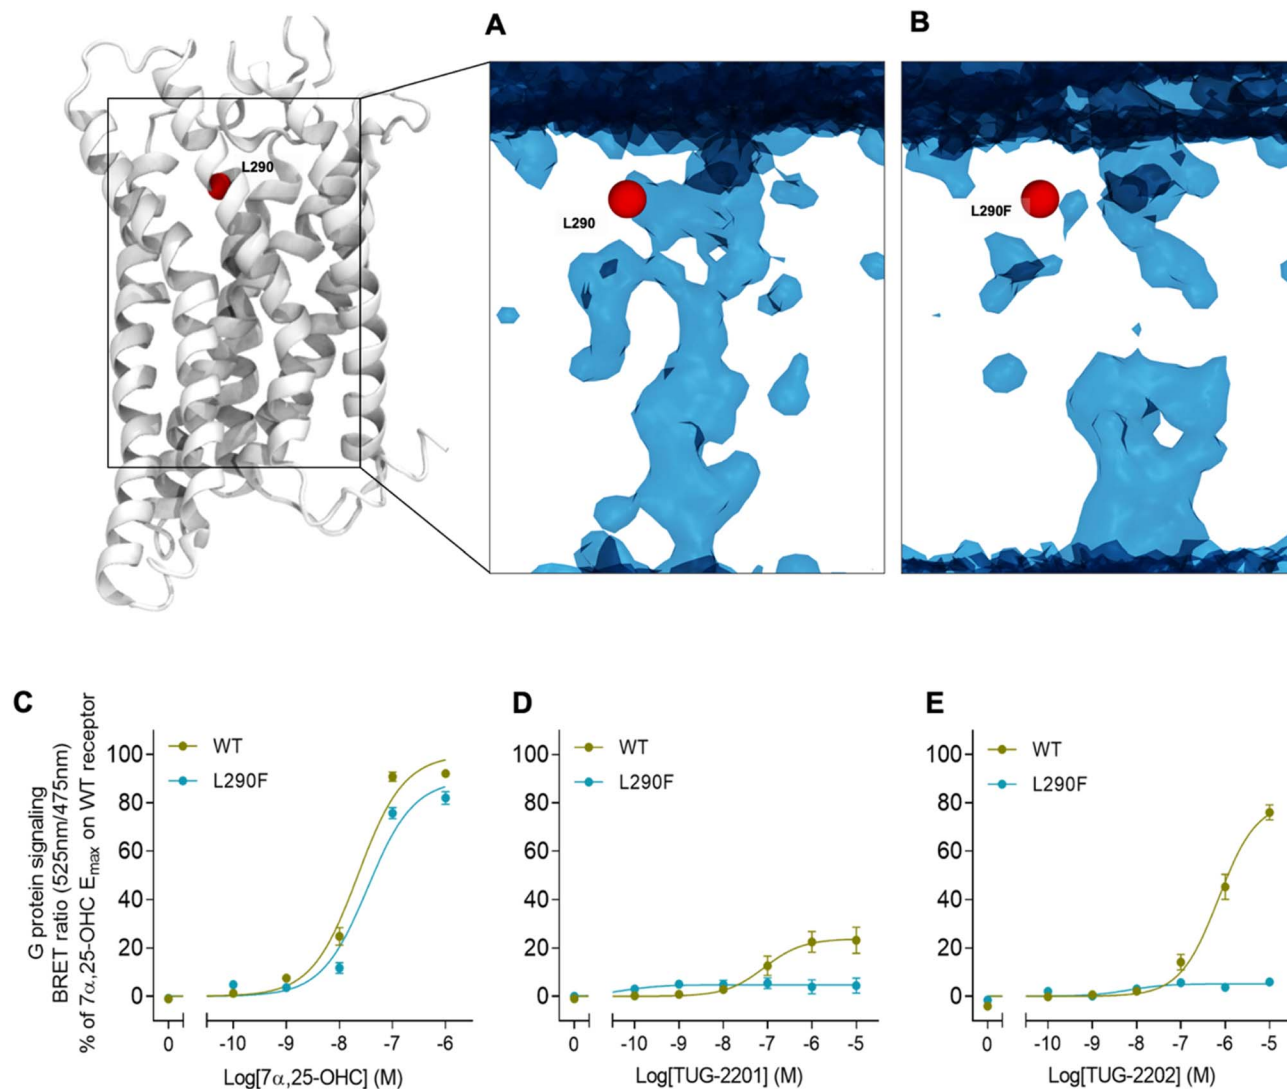 A
B
L290
L290
L290F
C
D
E
G protein signaling
BRET ratio (525nm/475nm)
% of 7α,25-OHC Emax on WT receptor
WT
L290F
100
80
60
40
20
0
0
-10
-9
-8
-7
-6
Log[7α,25-OHC] (M)
WT
L290F
100
80
60
40
20
0
0
-10
-9
-8
-7
-6
-5
Log[TUG-2201] (M)
WT
L290F
100
80
60
40
20
0
0
-10
-9
-8
-7
-6
-5
Log[TUG-2202] (M)